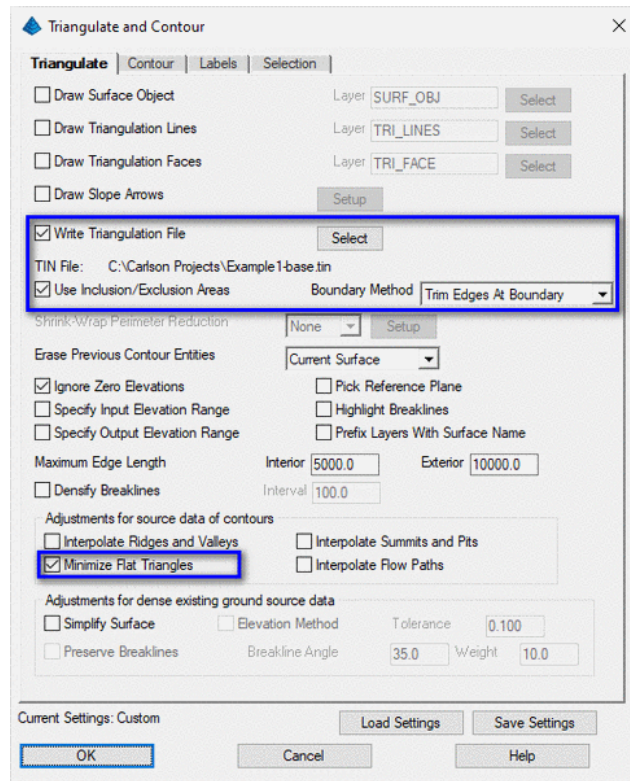 Triangulate and Contour
Triangulate Contour Labels Selection
Draw Surface Object Layer SURF_OBJ Select
Draw Triangulation Lines Layer TRI_LINES Select
Draw Triangulation Faces Layer TRI_FACE Select
Draw Slope Arrows Setup
Write Triangulation File Select
TIN File: C:\Carlson Projects\Example1-base.tin
Use Inclusion/Exclusion Areas Boundary Method Trim Edges At Boundary
Shrink-Wrap Perimeter Reduction None Setup
Erase Previous Contour Entities Current Surface
Ignore Zero Elevations Pick Reference Plane
Specify Input Elevation Range Highlight Breaklines
Specify Output Elevation Range Prefix Layers With Surface Name
Maximum Edge Length Interior 5000.0 Exterior 10000.0
Densify Breaklines Interval 100.0
Adjustments for source data of contours
Interpolate Ridges and Valleys Interpolate Summits and Pits
Minimize Flat Triangles Interpolate Flow Paths
Adjustments for dense existing ground source data
Simplify Surface Elevation Method Tolerance 0.100
Preserve Breaklines Breakline Angle 35.0 Weight 10.0
Current Settings: Custom Load Settings Save Settings
OK Cancel Help